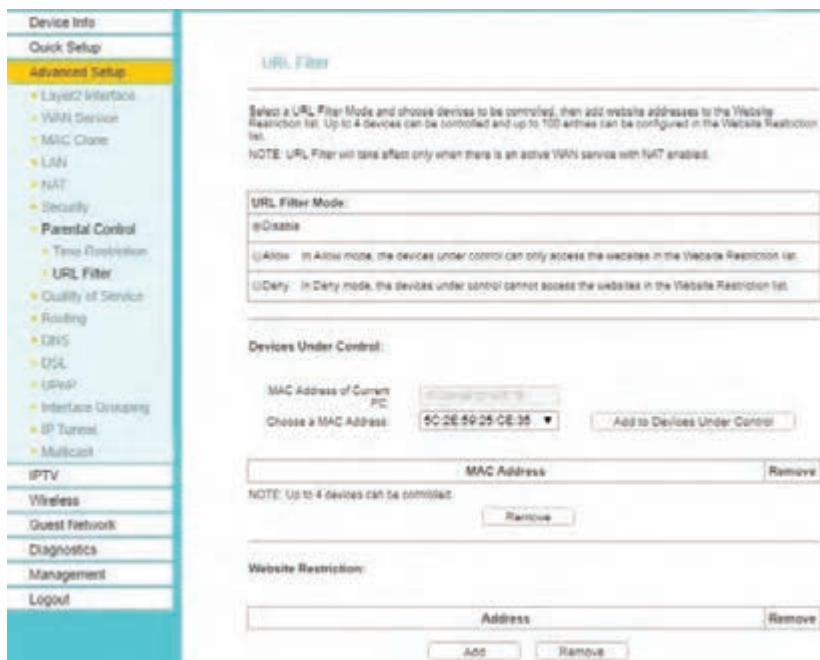 Device Info
Quick Setup
Advanced Setup
Layer2 Interface
WAN Service
MAC Clone
LAN
NAT
Security
Parental Control
Time Restriction
URL Filter
Quality of Service
Routing
DNS
DSL
UPnP
Interface Grouping
IP Tunnel
Multicast
IPTV
Wireless
Guest Network
Diagnostics
Management
Logout
URL Filter
Select a URL Filter Mode and choose devices to be controlled, then add website addresses to the Website
Restriction list. Up to 4 devices can be controlled and up to 100 entries can be configured in the Website Restriction
list.
NOTE: URL Filter will take affect only when there is an active WAN service with NAT enabled.
URL Filter Mode:
Disable
Allow In Allow mode, the devices under control can only access the websites in the Website Restriction list.
Deny In Deny mode, the devices under control cannot access the websites in the Website Restriction list.
Devices Under Control:
MAC Address of Current
PC:
Choose a MAC Address: 5C:2E:59:25:CE:35 Add to Devices Under Control
MAC Address Remove
NOTE: Up to 4 devices can be controlled.
Remove
Website Restriction:
Address Remove
Add Remove